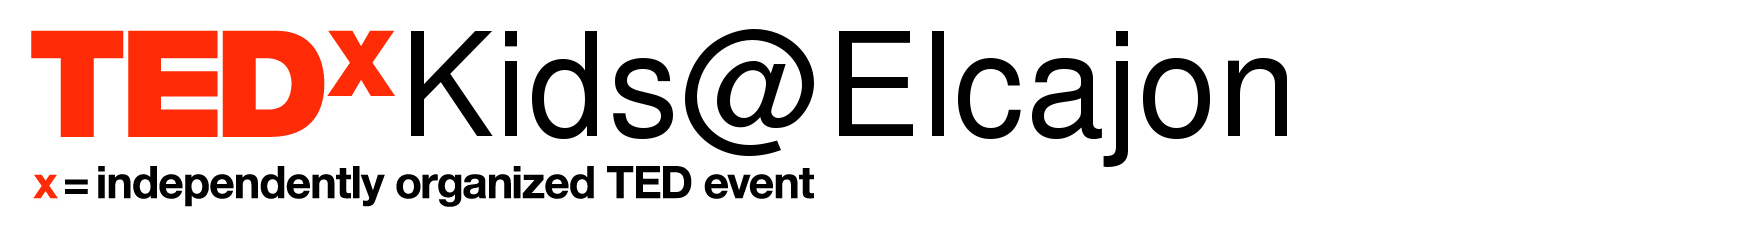 TEDxKids@Elcajon
x = independently organized TED event